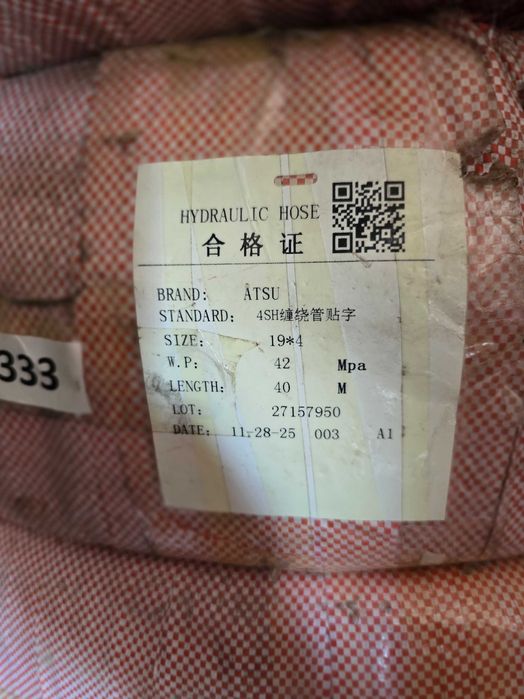 HYDRAULIC HOSE
合格证
BRAND: ATSU
STANDARD: 4SH缠绕管贴字
SIZE: 19*4
W.P: 42 Mpa
LENGTH: 40 M
LOT: 27157950
DATE: 11-28-25 003 A1
333